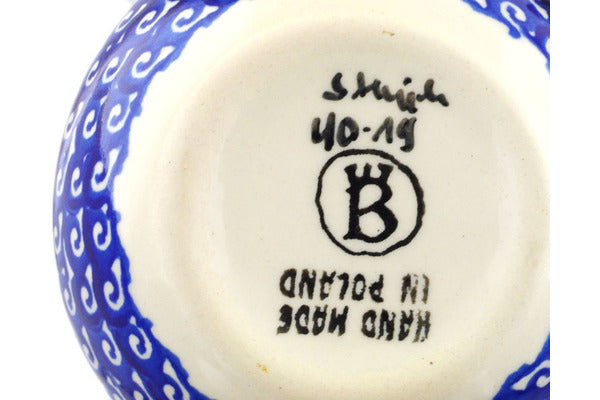 40-19
B
HAND MADE
IN POLAND